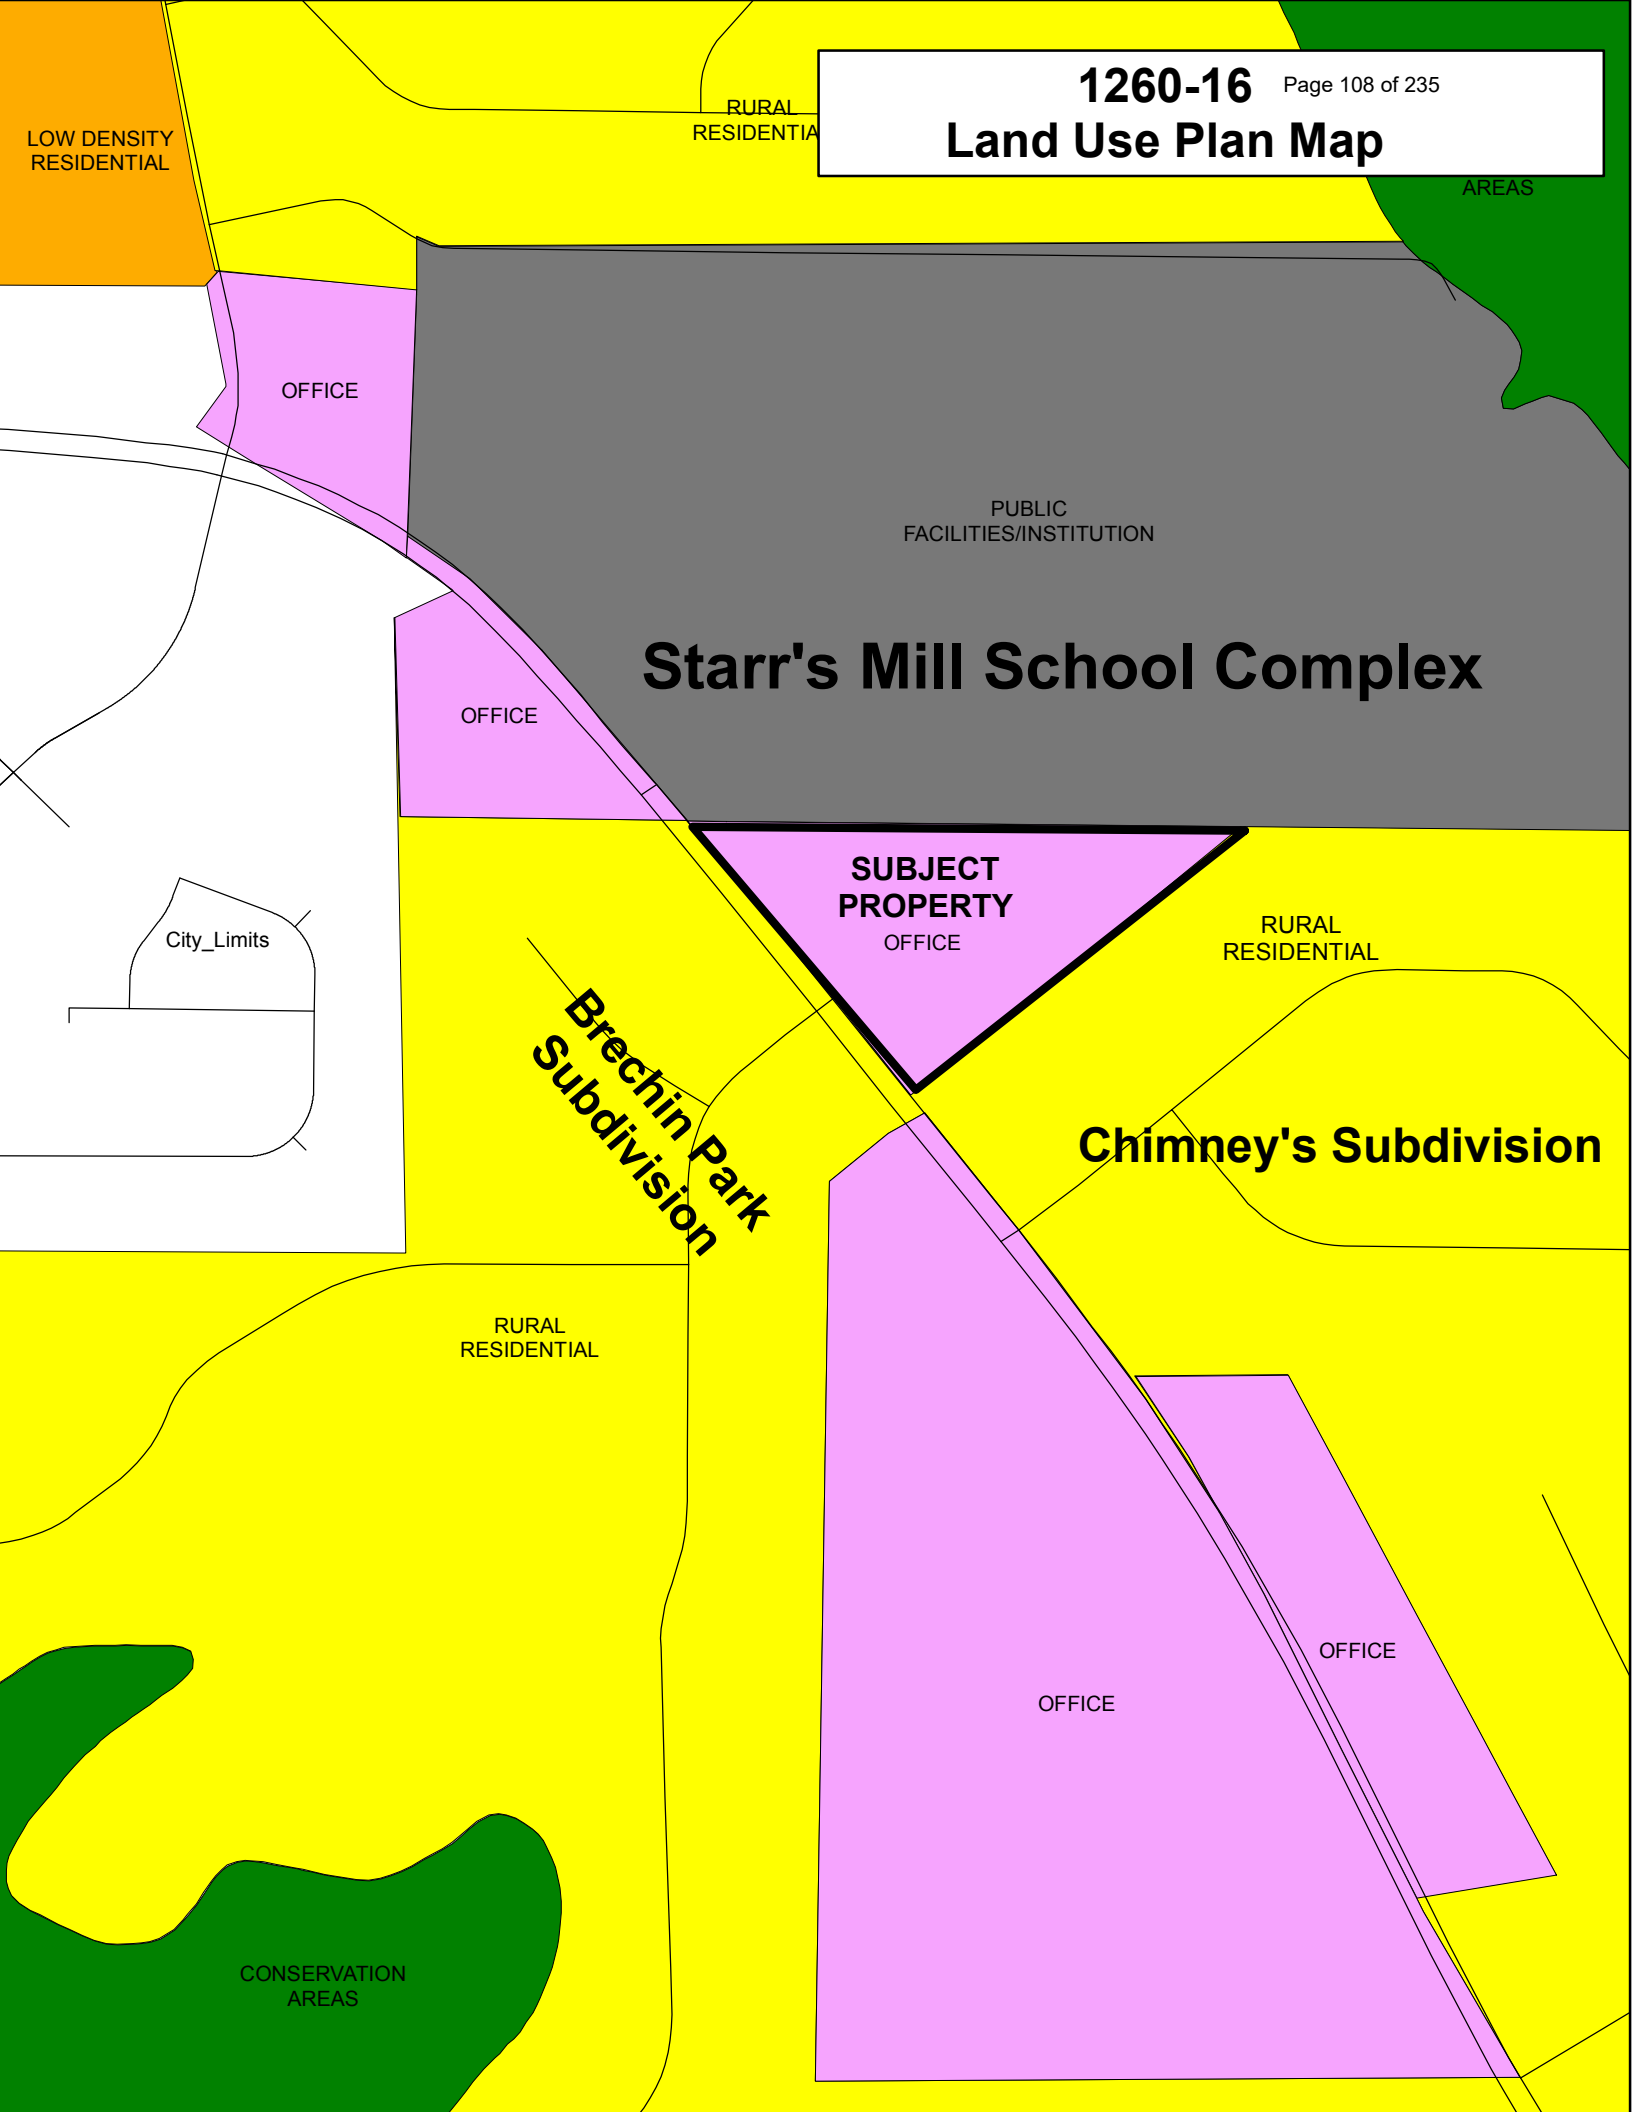 1260-16 Page 108 of 235
Land Use Plan Map
LOW DENSITY
RESIDENTIAL
RURAL
RESIDENTIA
AREAS
OFFICE
PUBLIC
FACILITIES/INSTITUTION
Starr's Mill School Complex
OFFICE
SUBJECT
PROPERTY
OFFICE
RURAL
RESIDENTIAL
City_Limits
Brechin Park
Subdivision
Chimney's Subdivision
RURAL
RESIDENTIAL
OFFICE
OFFICE
CONSERVATION
AREAS